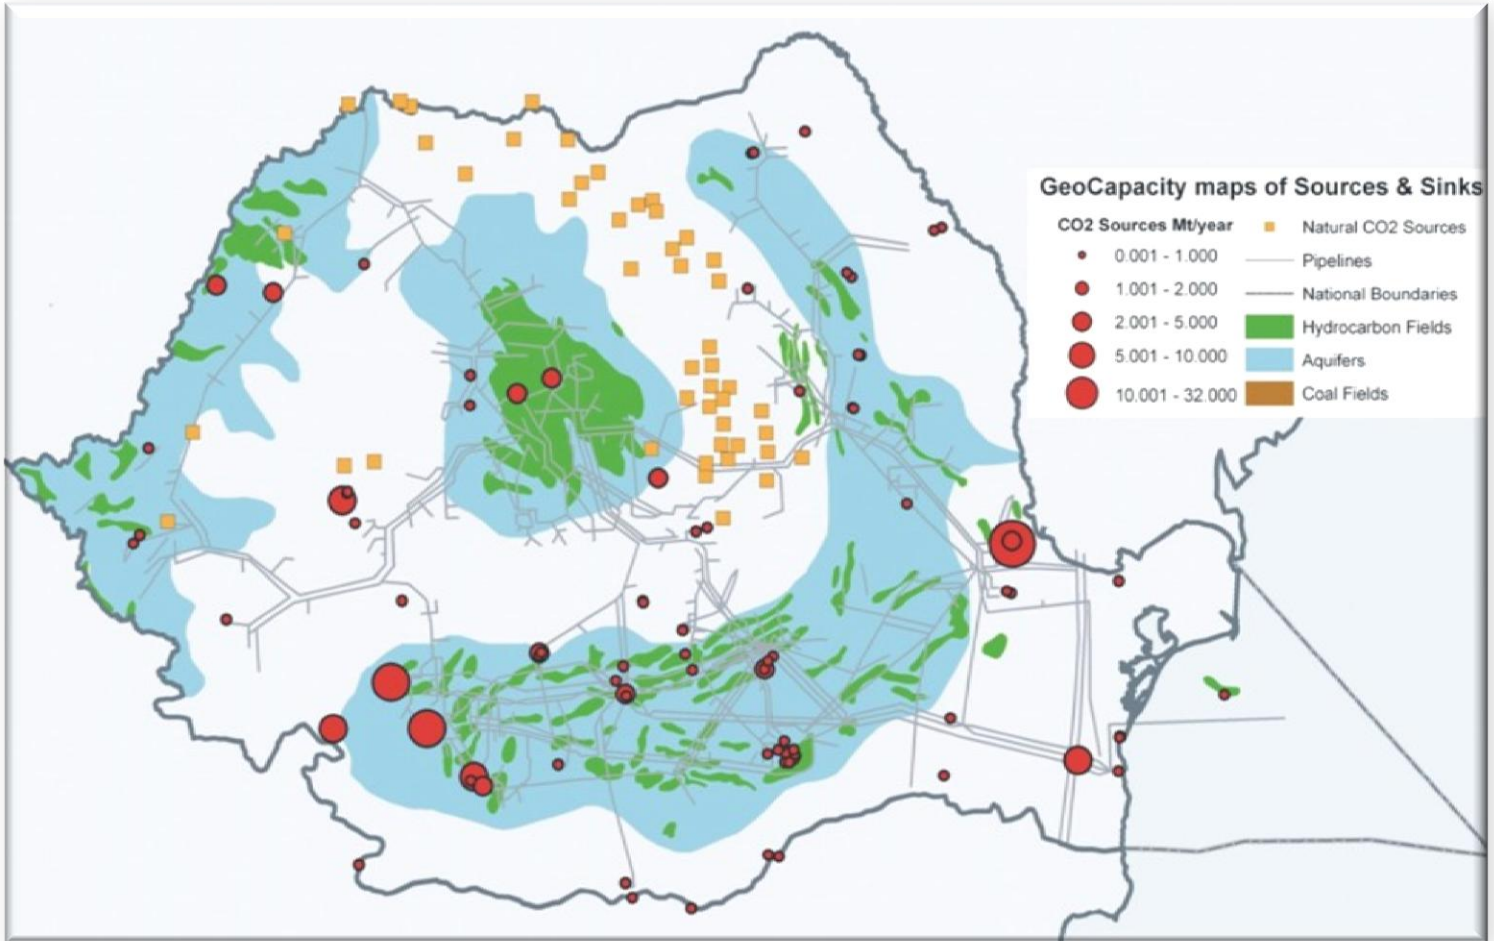 GeoCapacity maps of Sources & Sinks
CO2 Sources Mt/year
0.001 - 1.000
1.001 - 2.000
2.001 - 5.000
5.001 - 10.000
10.001 - 32.000
Natural CO2 Sources
Pipelines
National Boundaries
Hydrocarbon Fields
Aquifers
Coal Fields